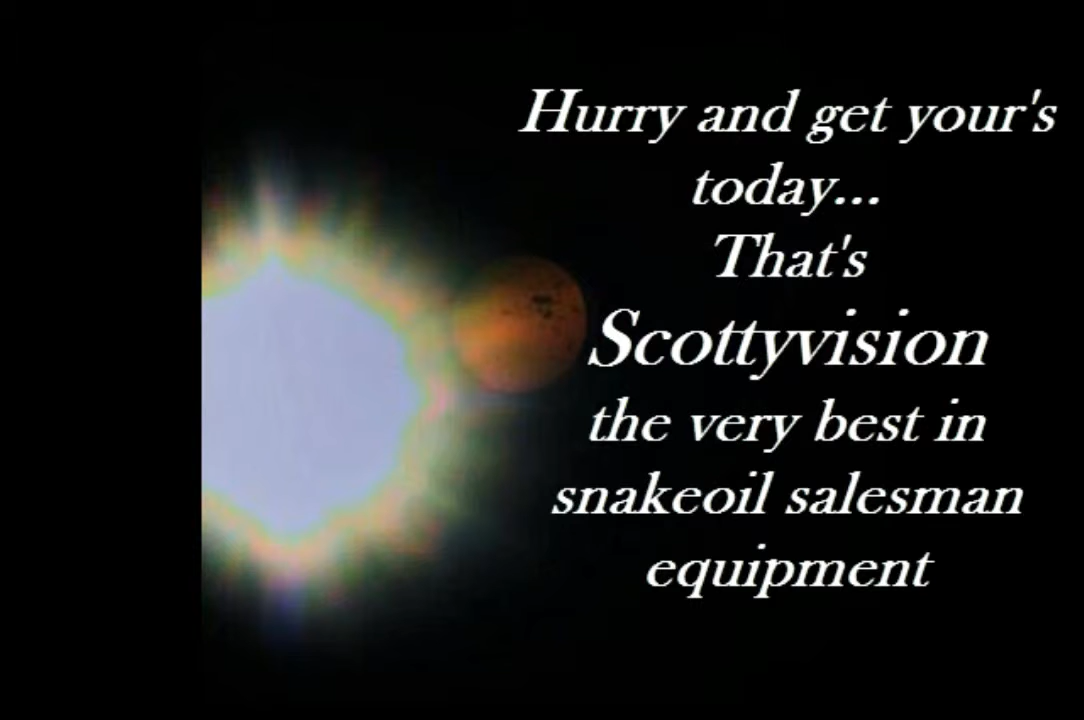 Hurry and get your's
today...
That's
Scottyvision
the very best in
snakeoil salesman
equipment